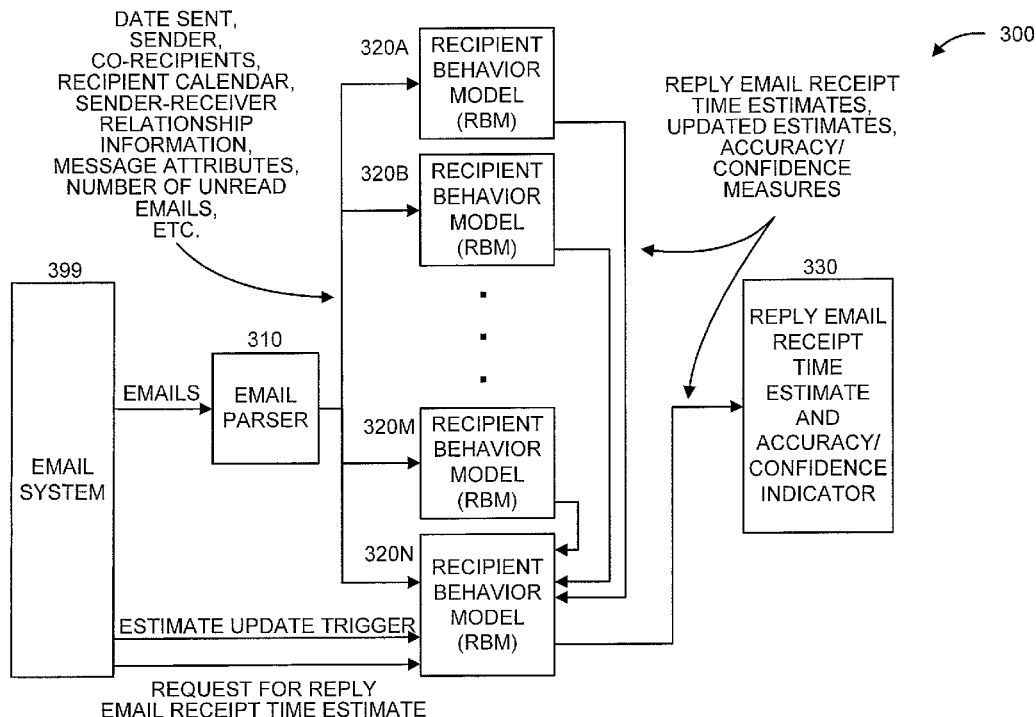 DATE SENT,
SENDER,
CO-RECIPIENTS,
RECIPIENT CALENDAR,
SENDER-RECEIVER
RELATIONSHIP
INFORMATION,
MESSAGE ATTRIBUTES,
NUMBER OF UNREAD
EMAILS,
ETC.
320A
RECIPIENT
BEHAVIOR
MODEL
(RBM)
300
REPLY EMAIL RECEIPT
TIME ESTIMATES,
UPDATED ESTIMATES,
ACCURACY/
CONFIDENCE
MEASURES
320B
RECIPIENT
BEHAVIOR
MODEL
(RBM)
399
EMAIL
SYSTEM
EMAILS
310
EMAIL
PARSER
320M
RECIPIENT
BEHAVIOR
MODEL
(RBM)
330
REPLY EMAIL
RECEIPT
TIME
ESTIMATE
AND
ACCURACY/
CONFIDENCE
INDICATOR
320N
RECIPIENT
BEHAVIOR
MODEL
(RBM)
ESTIMATE UPDATE TRIGGER
REQUEST FOR REPLY
EMAIL RECEIPT TIME ESTIMATE